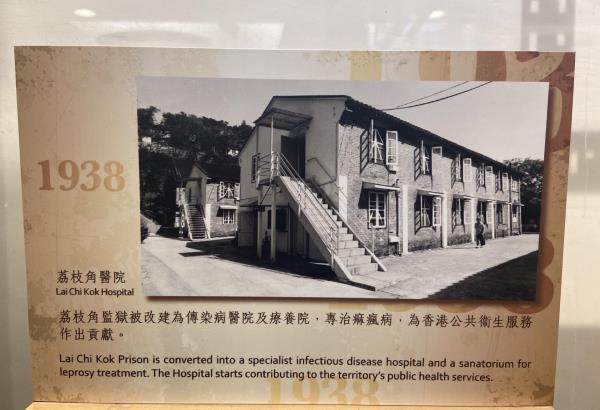 1938
荔枝角醫院
Lai Chi Kok Hospital
荔枝角監獄被改建為傳染病醫院及療養院，專治痲瘋病，為香港公共衞生服務
作出貢獻。
Lai Chi Kok Prison is converted into a specialist infectious disease hospital and a sanatorium for
leprosy treatment. The Hospital starts contributing to the territory's public health services.
1938